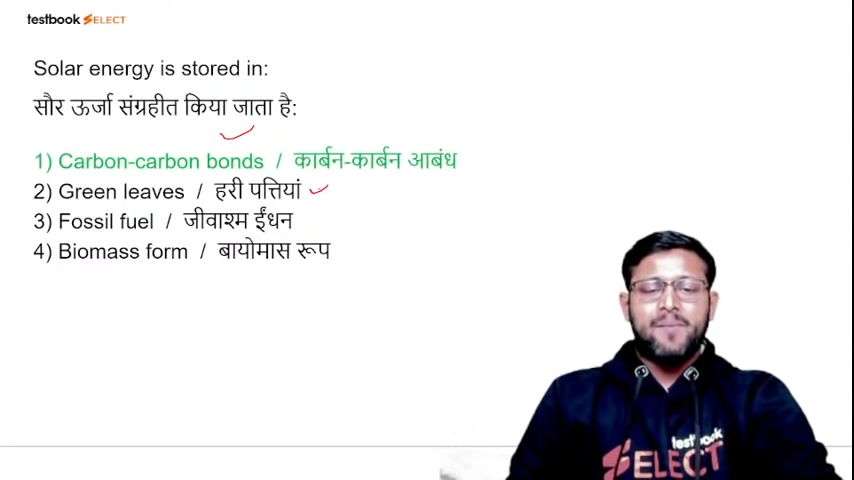 testbook SELECT
Solar energy is stored in:
सौर ऊर्जा संग्रहीत किया जाता है:
1) Carbon-carbon bonds / कार्बन-कार्बन आबंध
2) Green leaves / हरी पत्तियां
3) Fossil fuel / जीवाश्म ईंधन
4) Biomass form / बायोमास रूप
testbook
SELECT